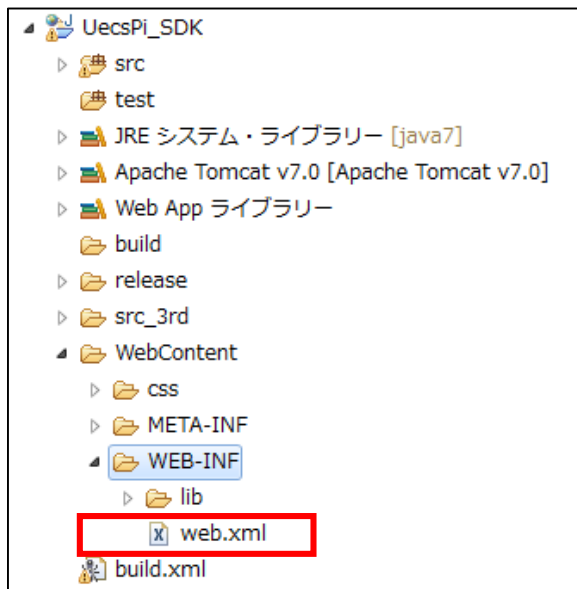 UecsPi_SDK
src
test
JRE システム・ライブラリー [java7]
Apache Tomcat v7.0 [Apache Tomcat v7.0]
Web App ライブラリー
build
release
src_3rd
WebContent
css
META-INF
WEB-INF
lib
web.xml
build.xml